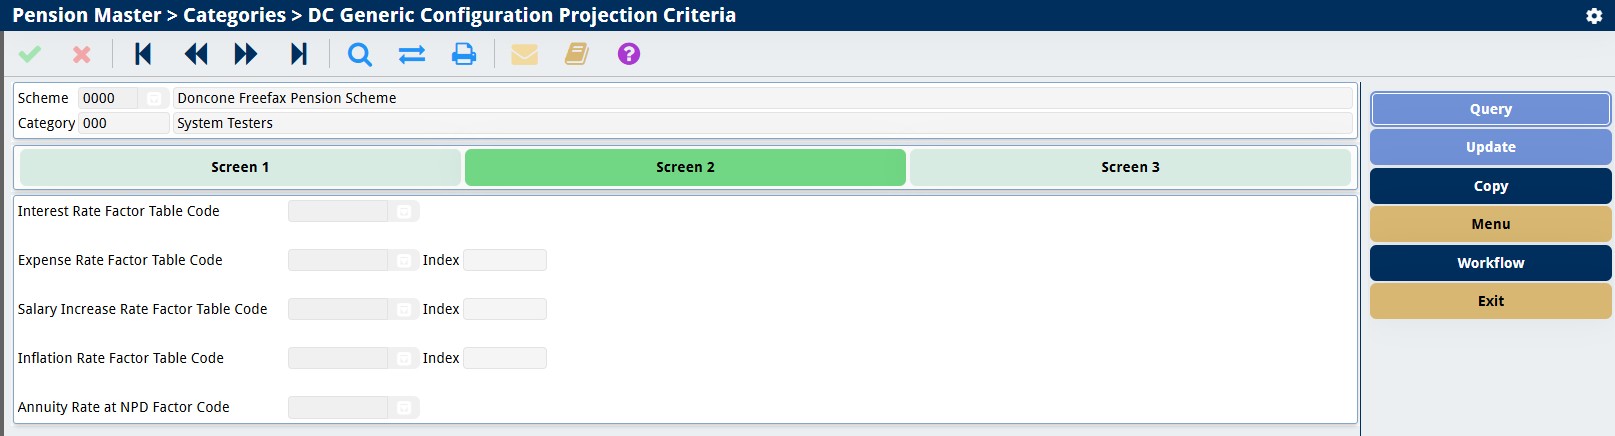 Pension Master > Categories > DC Generic Configuration Projection Criteria
?
Scheme 0000 Doncone Freefax Pension Scheme
Category 000 System Testers
Screen 1 Screen 2 Screen 3
Interest Rate Factor Table Code
Expense Rate Factor Table Code Index
Salary Increase Rate Factor Table Code Index
Inflation Rate Factor Table Code Index
Annuity Rate at NPD Factor Code
Query
Update
Copy
Menu
Workflow
Exit